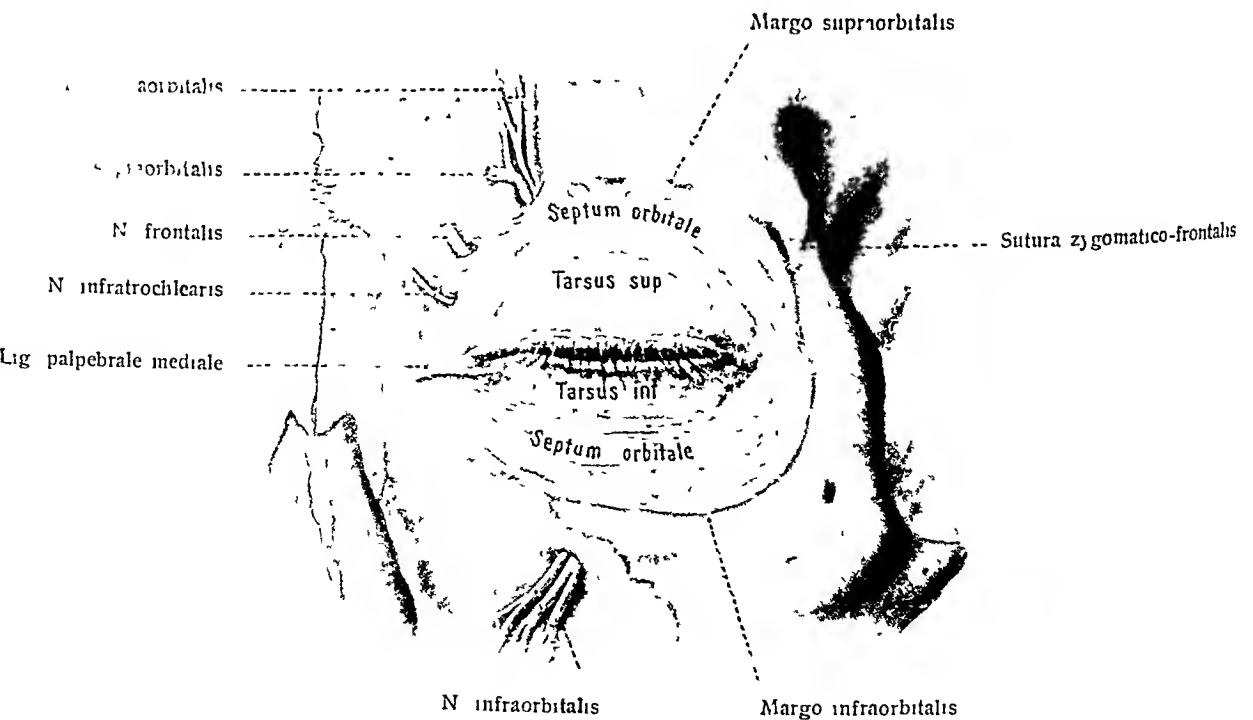 Margo supraorbitalis
N frontalis
N infratrochlearis
Lig palpebrale mediale
Septum orbitale
Tarsus sup
Tarsus inf
Septum orbitale
Sutura zygomatico-frontalis
N infraorbitalis
Margo infraorbitalis